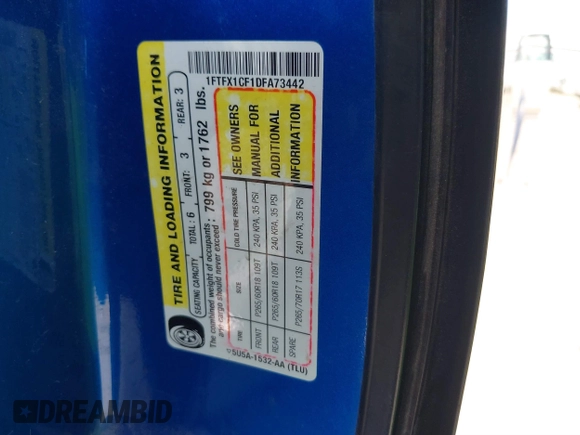 TIRE AND LOADING INFORMATION
SEATING CAPACITY TOTAL: 6 FRONT: 3 REAR: 3
The combined weight of occupants
and cargo should never exceed : 799 kg or 1762 lbs.
1FTFX1CF1DFA73442
TIRE SIZE COLD TIRE PRESSURE SEE OWNERS
FRONT P265/60R18 109T 240 KPA, 35 PSI MANUAL FOR
REAR P265/60R18 109T 240 KPA, 35 PSI ADDITIONAL
SPARE P265/70R17 113S 240 KPA, 35 PSI INFORMATION
5U5A-1532-AA (TLU)
DREAMBID